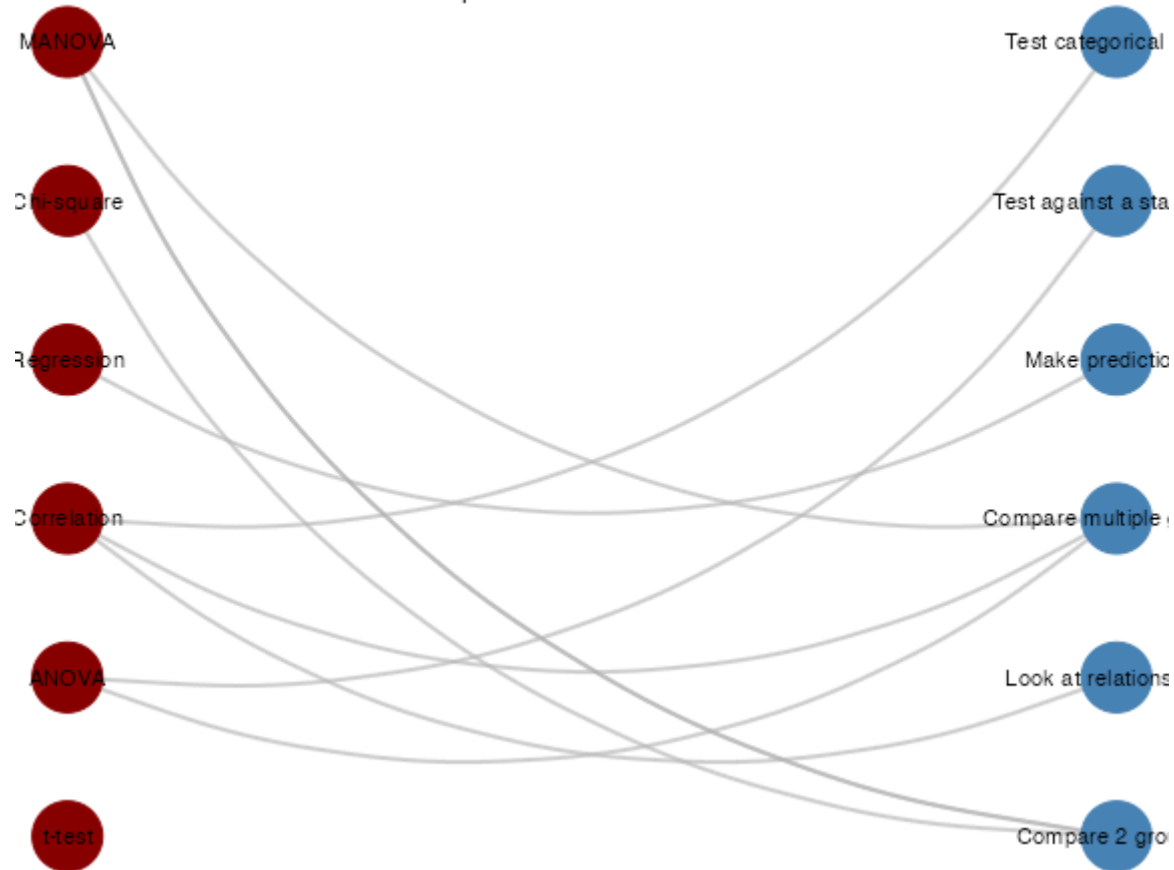 MANOVA
Test categorical
Chi-square
Test against a sta
Regression
Make predictio
Correlation
Compare multiple g
ANOVA
Look at relations
t-test
Compare 2 grou